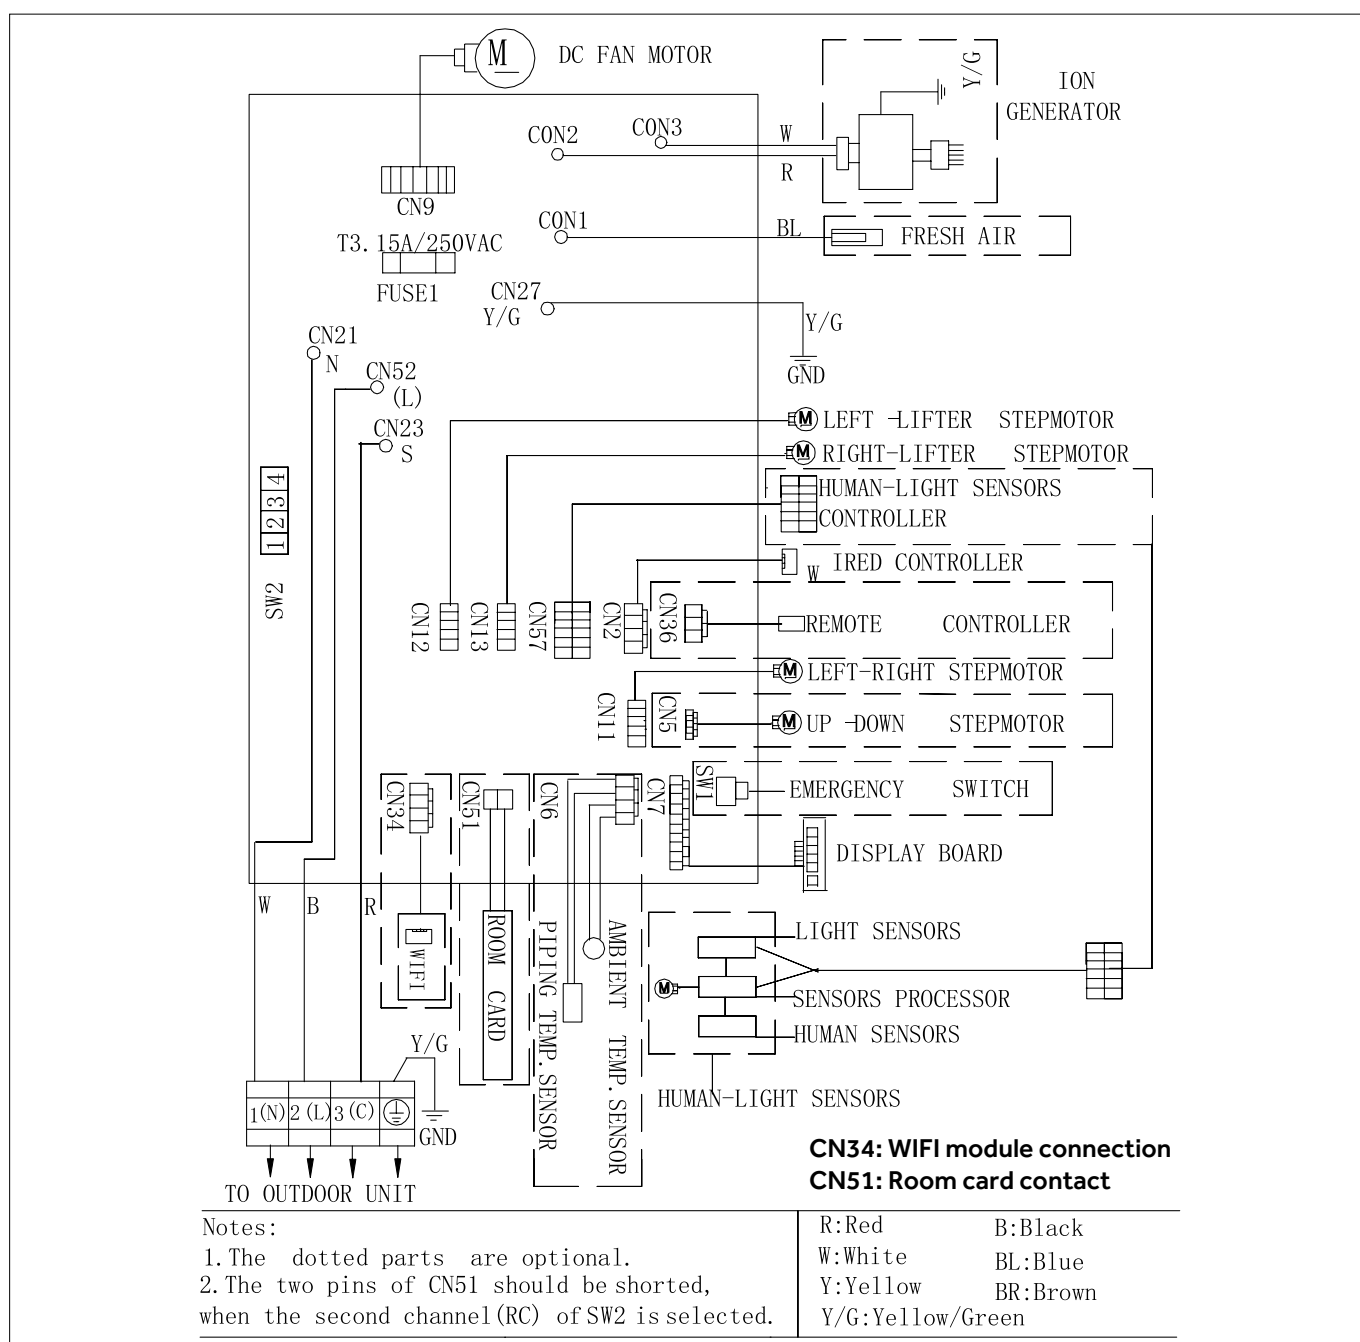 M DC FAN MOTOR
Y/G
ION
GENERATOR
CON2
CON3
W
R
CN9
CON1
BL
FRESH AIR
T3.15A/250VAC
FUSE1
CN27
Y/G
Y/G
GND
CN21
N
CN52
(L)
CN23
S
M LEFT -LIFTER STEPMOTOR
M RIGHT-LIFTER STEPMOTOR
HUMAN-LIGHT SENSORS
CONTROLLER
1 2 3 4
SW2
W IRED CONTROLLER
CN12
CN13
CN57
CN2
CN36
REMOTE CONTROLLER
M LEFT-RIGHT STEPMOTOR
CN11
CN5
M UP -DOWN STEPMOTOR
CN34
CN51
CN6
CN7
SW1
EMERGENCY SWITCH
DISPLAY BOARD
W
B
R
WIFI
ROOM CARD
PIPING TEMP.SENSOR
AMBIENT TEMP.SENSOR
LIGHT SENSORS
M
SENSORS PROCESSOR
HUMAN SENSORS
HUMAN-LIGHT SENSORS
Y/G
1(N) 2(L) 3(C)
GND
TO OUTDOOR UNIT
CN34: WIFI module connection
CN51: Room card contact
Notes:
1.The dotted parts are optional.
2.The two pins of CN51 should be shorted,
when the second channel(RC) of SW2 is selected.
R:Red B:Black
W:White BL:Blue
Y:Yellow BR:Brown
Y/G:Yellow/Green